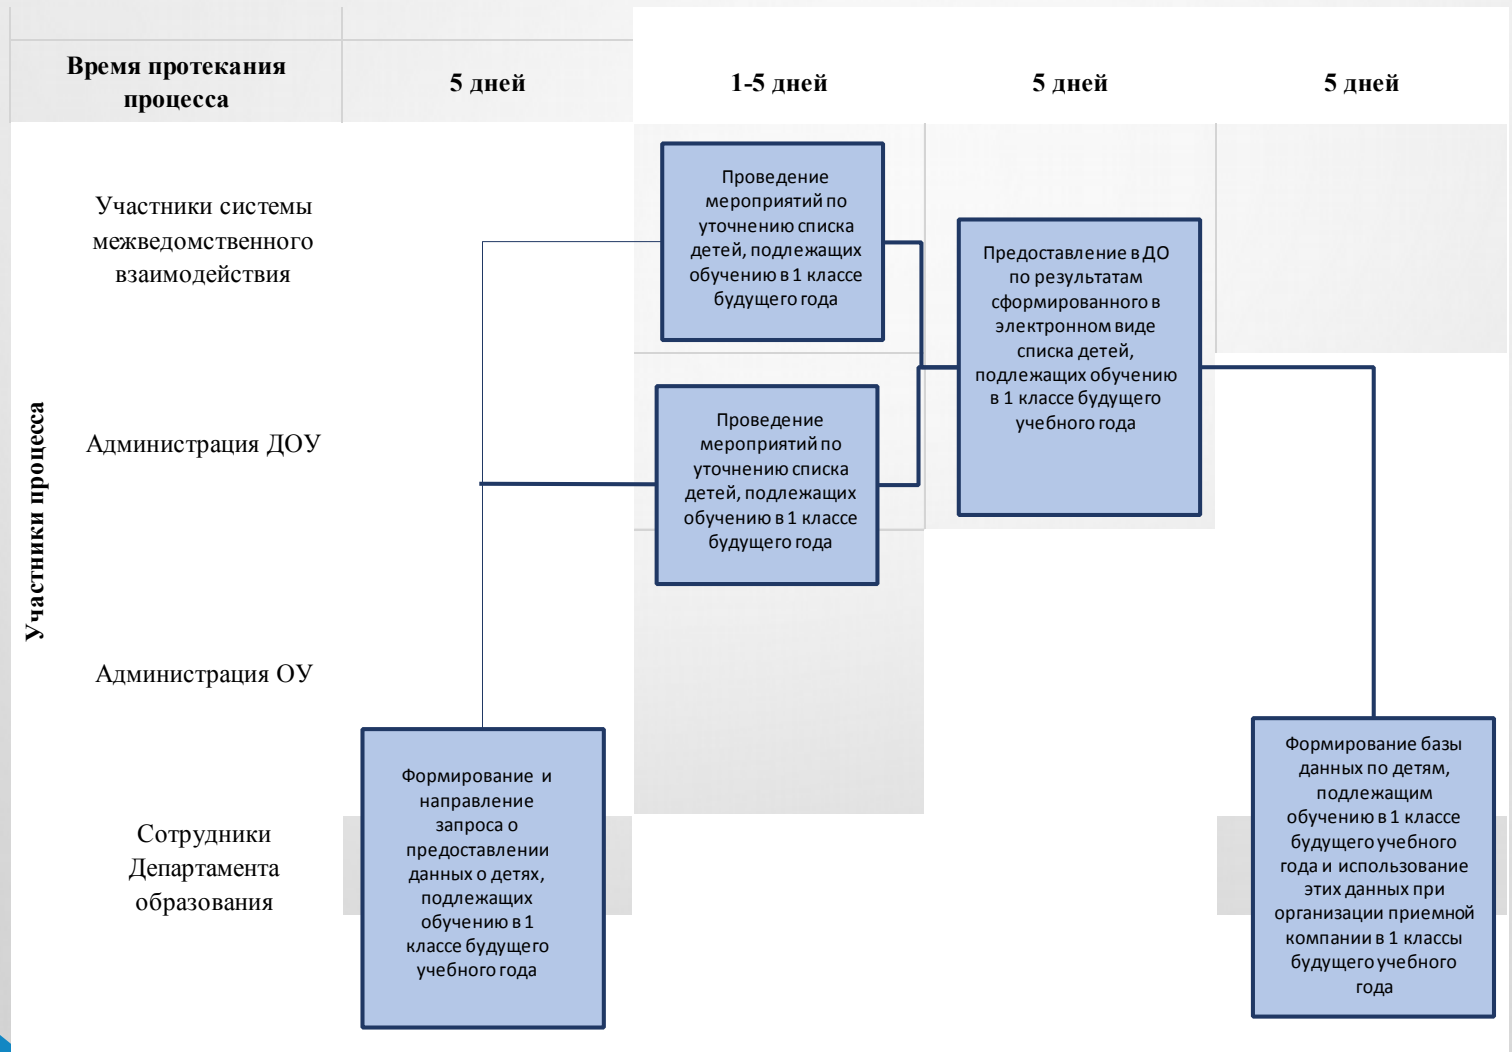 Время протекания
процесса
5 дней
1-5 дней
5 дней
5 дней
Участники процесса
Участники системы
межведомственного
взаимодействия
Администрация ДОУ
Администрация ОУ
Сотрудники
Департамента
образования
Формирование и
направление
запроса о
предоставлении
данных о детях,
подлежащих
обучению в 1
классе будущего
учебного года
Проведение
мероприятий по
уточнению списка
детей, подлежащих
обучению в 1 классе
будущего года
Проведение
мероприятий по
уточнению списка
детей, подлежащих
обучению в 1 классе
будущего года
Предоставление в ДО
по результатам
сформированного в
электронном виде
списка детей,
подлежащих обучению
в 1 классе будущего
учебного года
Формирование базы
данных по детям,
подлежащим
обучению в 1 классе
будущего учебного
года и использование
этих данных при
организации приемной
компании в 1 классы
будущего учебного
года